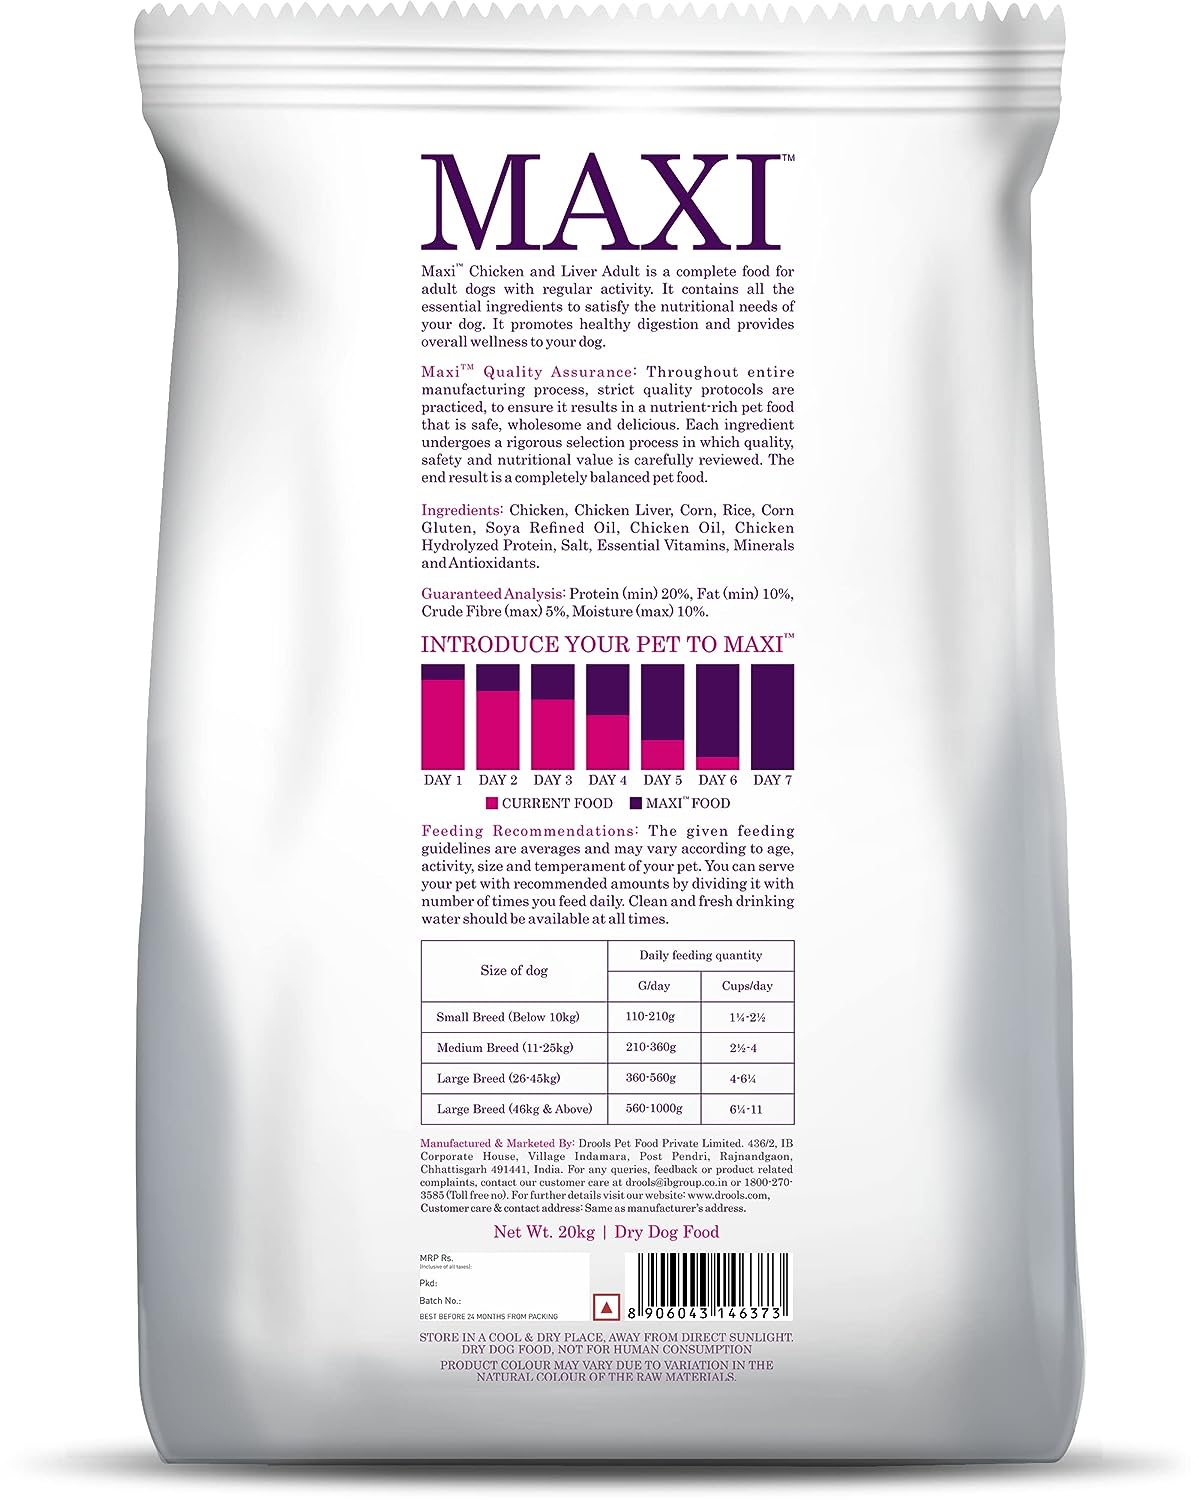 MAXI™
Maxi™ Chicken and Liver Adult is a complete food for
adult dogs with regular activity. It contains all the
essential ingredients to satisfy the nutritional needs of
your dog. It promotes healthy digestion and provides
overall wellness to your dog.
Maxi™ Quality Assurance: Throughout entire
manufacturing process, strict quality protocols are
practiced, to ensure it results in a nutrient-rich pet food
that is safe, wholesome and delicious. Each ingredient
undergoes a rigorous selection process in which quality,
safety and nutritional value is carefully reviewed. The
end result is a completely balanced pet food.
Ingredients: Chicken, Chicken Liver, Corn, Rice, Corn
Gluten, Soya Refined Oil, Chicken Oil, Chicken
Hydrolyzed Protein, Salt, Essential Vitamins, Minerals
and Antioxidants.
Guaranteed Analysis: Protein (min) 20%, Fat (min) 10%,
Crude Fibre (max) 5%, Moisture (max) 10%.
INTRODUCE YOUR PET TO MAXI™
DAY 1 DAY 2 DAY 3 DAY 4 DAY 5 DAY 6 DAY 7
CURRENT FOOD MAXI™ FOOD
Feeding Recommendations: The given feeding
guidelines are averages and may vary according to age,
activity, size and temperament of your pet. You can serve
your pet with recommended amounts by dividing it with
number of times you feed daily. Clean and fresh drinking
water should be available at all times.
Size of dog Daily feeding quantity
G/day Cups/day
Small Breed (Below 10kg) 110-210g 1¼-2½
Medium Breed (11-25kg) 210-360g 2½-4
Large Breed (26-45kg) 360-560g 4-6¼
Large Breed (46kg & Above) 560-1000g 6¼-11
Manufactured & Marketed By: Drools Pet Food Private Limited. 436/2, IB
Corporate House, Village Indamara, Post Pendri, Rajnandgaon,
Chhattisgarh 491441, India. For any queries, feedback or product related
complaints, contact our customer care at drools@ibgroup.co.in or 1800-270-
3585 (Toll free no). For further details visit our website: www.drools.com,
Customer care & contact address: Same as manufacturer's address.
Net Wt. 20kg | Dry Dog Food
MRP Rs.
(Inclusive of all taxes):
Pkd:
Batch No.:
BEST BEFORE 24 MONTHS FROM PACKING
8 906043 146373
STORE IN A COOL & DRY PLACE, AWAY FROM DIRECT SUNLIGHT.
DRY DOG FOOD, NOT FOR HUMAN CONSUMPTION
PRODUCT COLOUR MAY VARY DUE TO VARIATION IN THE
NATURAL COLOUR OF THE RAW MATERIALS.